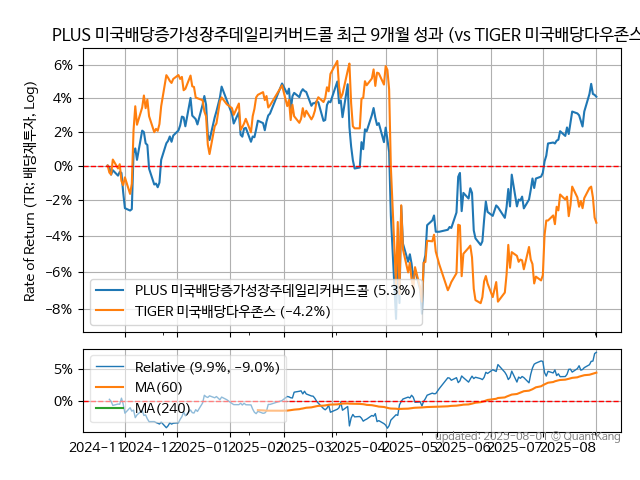 PLUS 미국배당증가성장주데일리커버드콜 최근 9개월 성과 (vs TIGER 미국배당다우존스
Rate of Return (TR: 배당재투자, Log)
6%
4%
2%
0%
−2%
−4%
−6%
−8%
PLUS 미국배당증가성장주데일리커버드콜 (5.3%)
TIGER 미국배당다우존스 (−4.2%)
5%
0%
Relative (9.9%, −9.0%)
MA(60)
MA(240)
2024-11 2024-12 2025-01 2025-02 2025-03 2025-04 2025-05 2025-06 2025-07 2025-08
updated: 2025-08-01 © QuantKang